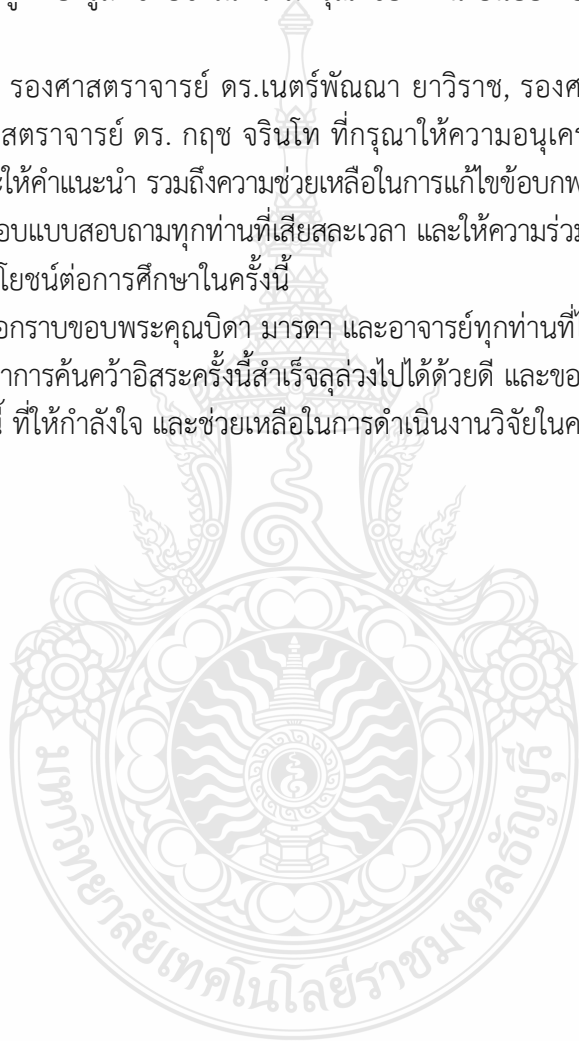 รองศาสตราจารย์ ดร.เนตร์พัณณา ยาวิราช, รองศ
สตราจารย์ ดร. กฤช จรินโท ที่กรุณาให้ความอนุเคร
ะให้คำแนะนำ รวมถึงความช่วยเหลือในการแก้ไขข้อบกพ
อบแบบสอบถามทุกท่านที่เสียสละเวลา และให้ความร่วม
โยชน์ต่อการศึกษาในครั้งนี้
อกราบขอบพระคุณบิดา มารดา และอาจารย์ทุกท่านที่ไ
าการค้นคว้าอิสระครั้งนี้สำเร็จลุล่วงไปได้ด้วยดี และขอ
ี้ ที่ให้กำลังใจ และช่วยเหลือในการดำเนินงานวิจัยในค
มหาวิทยาลัยเทคโนโลยีราชมงคลธัญบุรี